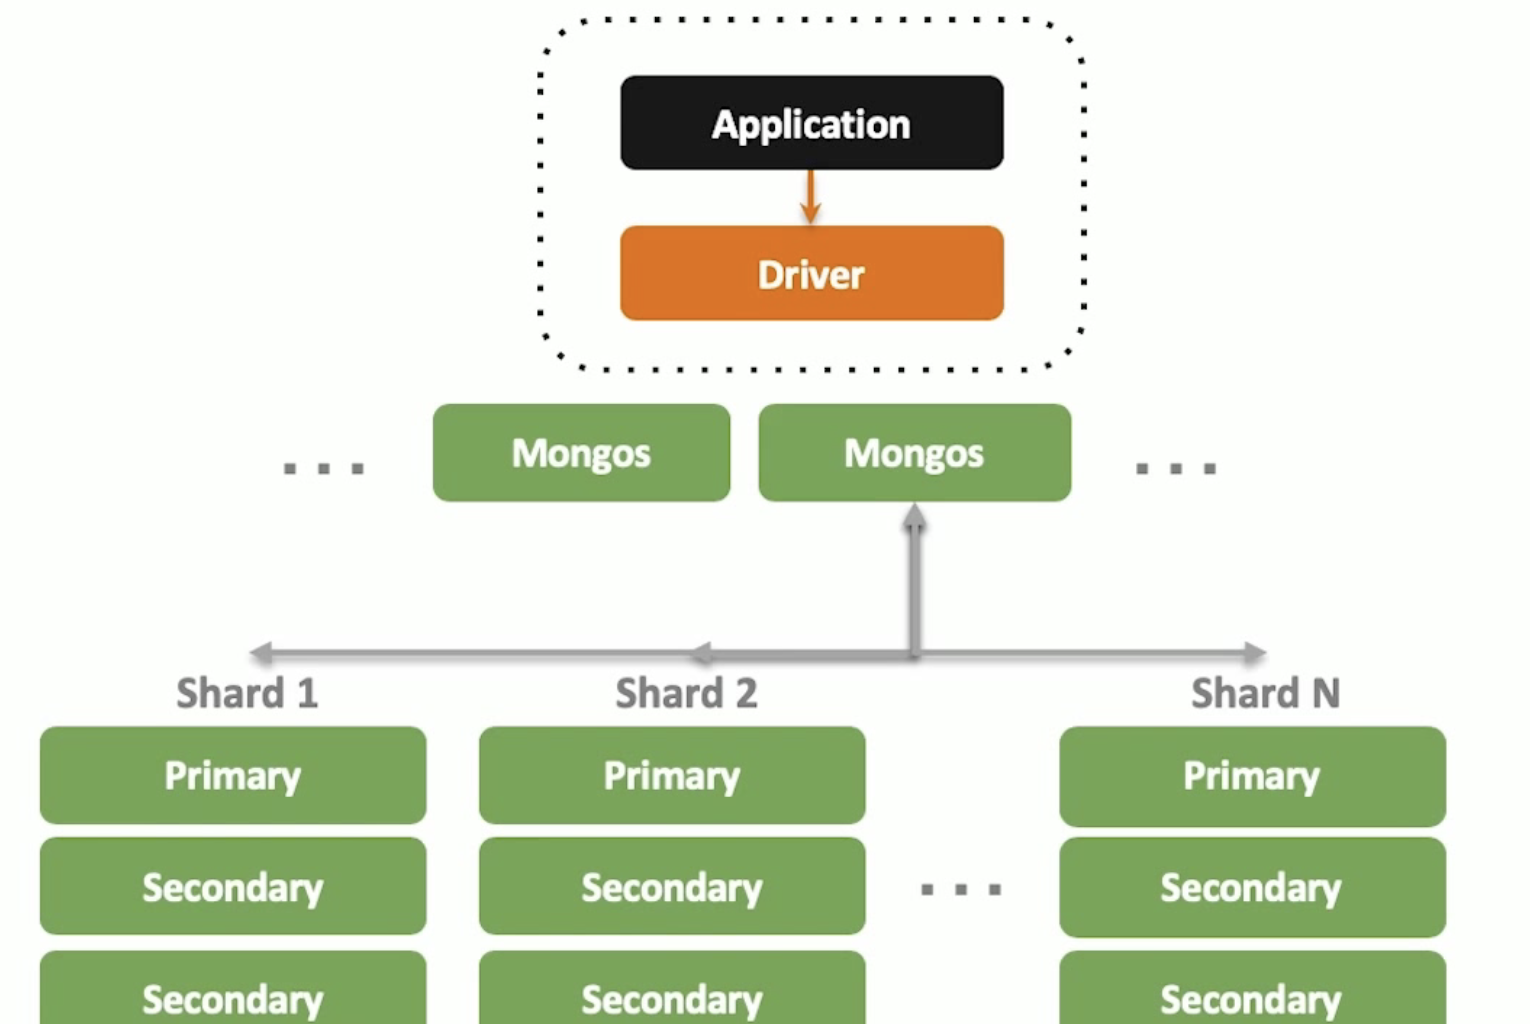 Application
Driver
... Mongos Mongos ...
Shard 1 Shard 2 Shard N
Primary Primary Primary
Secondary Secondary ... Secondary
Secondary Secondary Secondary